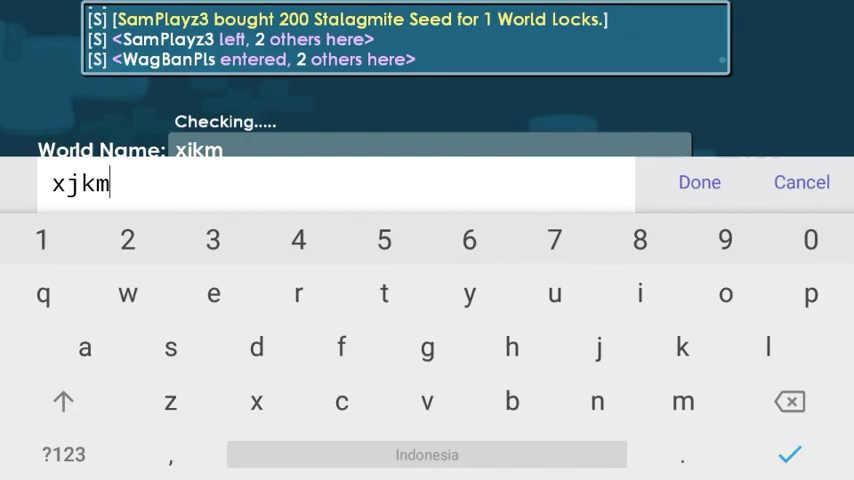 [S] [SamPlayz3 bought 200 Stalagmite Seed for 1 World Locks.]
[S] <SamPlayz3 left, 2 others here>
[S] <WagBanPls entered, 2 others here>
Checking.....
World Name: xjkm
xjkm Done Cancel
1 2 3 4 5 6 7 8 9 0
q w e r t y u i o p
a s d f g h j k l
z x c v b n m
?123 , Indonesia .